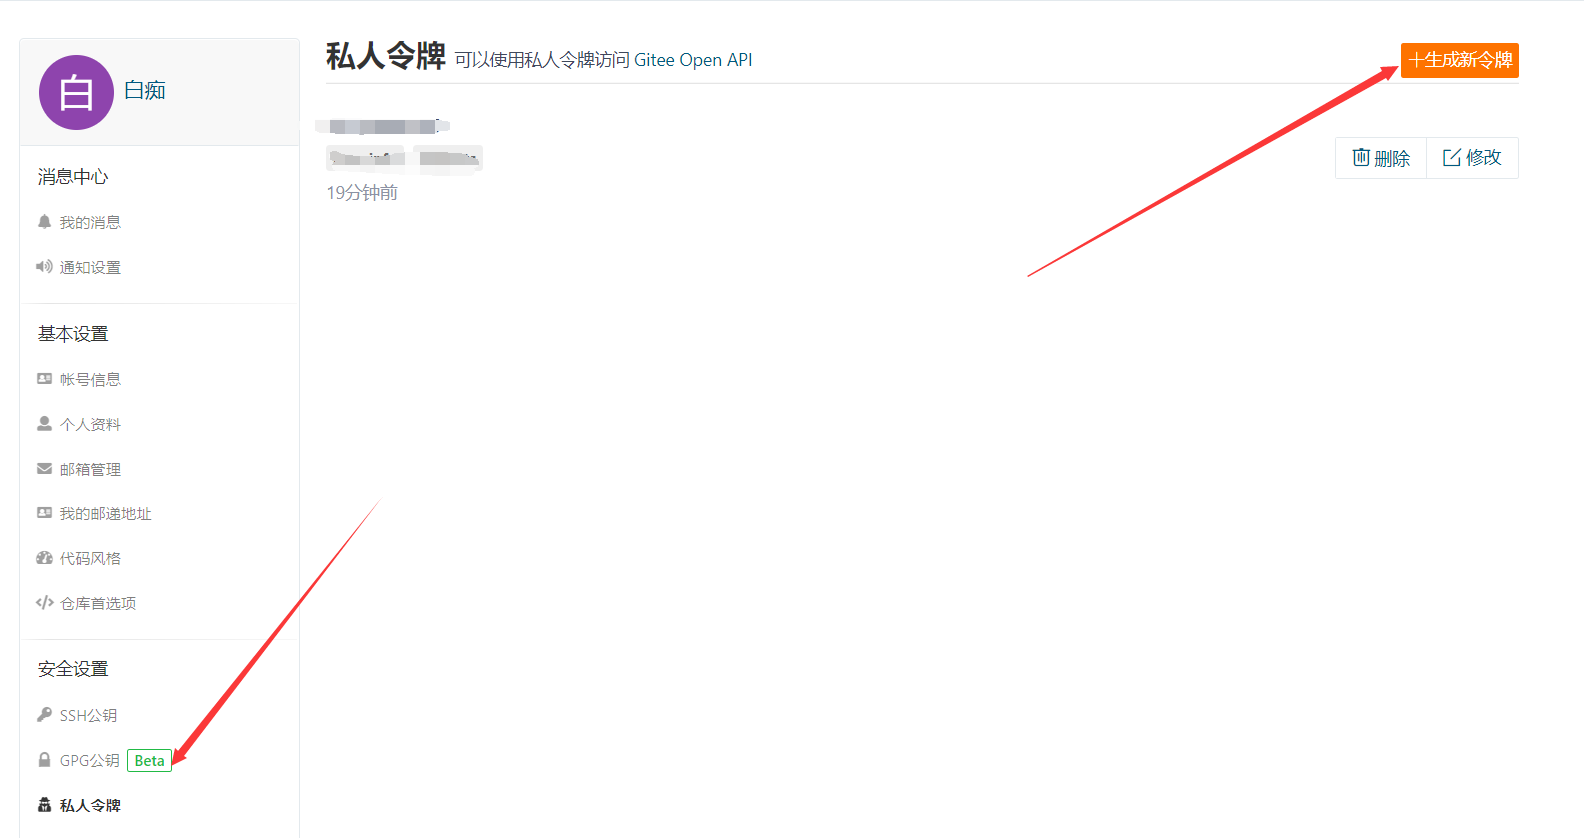 白
白痴
消息中心
我的消息
通知设置
基本设置
帐号信息
个人资料
邮箱管理
我的邮递地址
代码风格
仓库首选项
安全设置
SSH公钥
GPG公钥 Beta
私人令牌
私人令牌 可以使用私人令牌访问 Gitee Open API
十生成新令牌
删除 修改
19分钟前